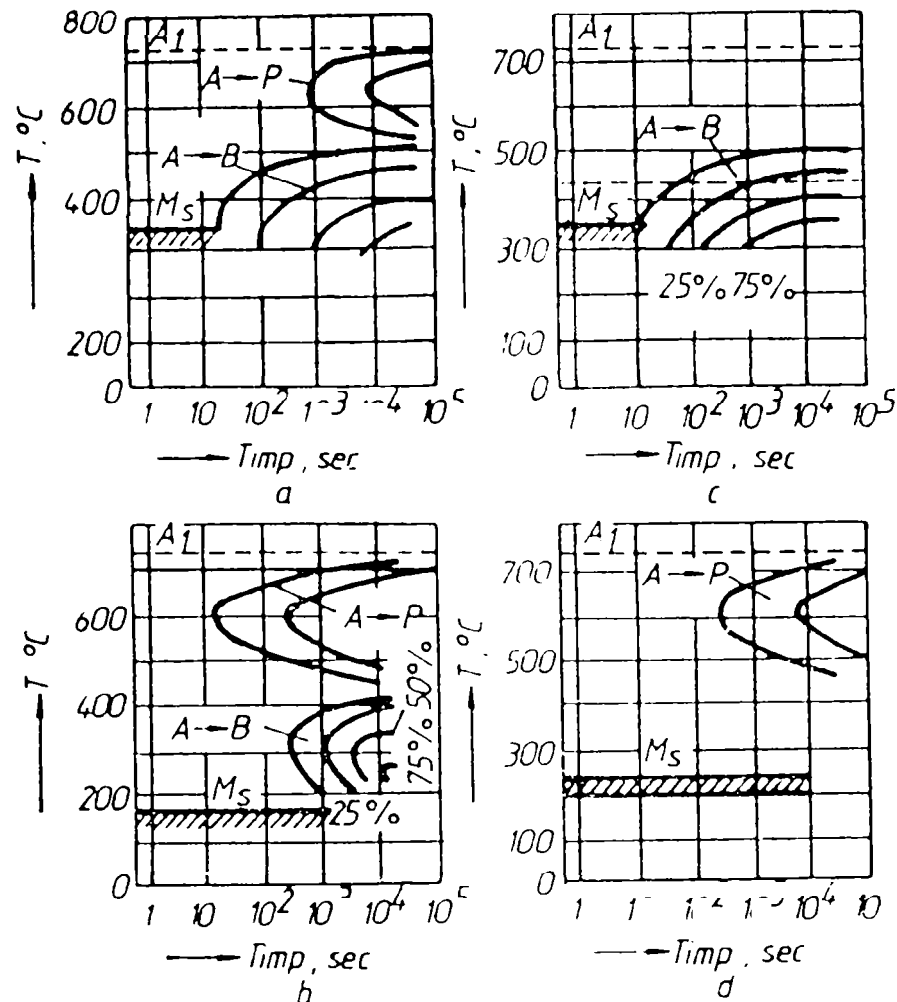 T, °C
800
600
400
200
0
A1
A→P
A→B
Ms
1 10 10² 10⁵
Timp, sec
a
T, °C
700
500
300
100
0
A1
A→B
Ms
25% 75%
1 10 10² 10³ 10⁴ 10⁵
Timp, sec
c
T °C
600
400
200
0
A1
A→P
A→B
Ms
25%
75% 50%
1 10 10² 10⁴
Timp, sec
b
T, °C
700
500
300
100
0
A1
A→P
Ms
1 10⁴ 10
Timp, sec
d